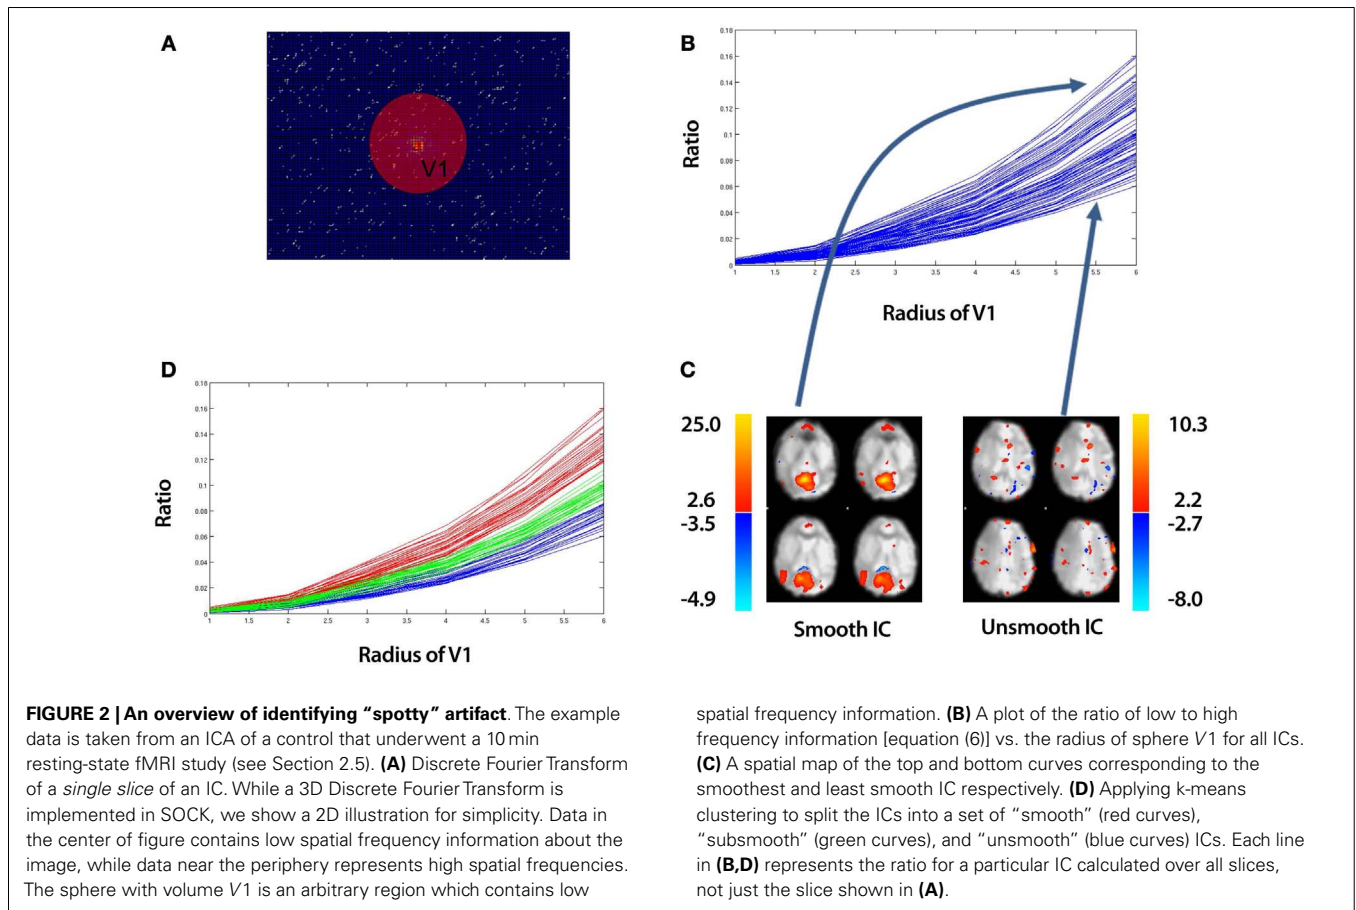 A
V1
B
0.18
0.16
0.14
0.12
0.1
0.08
0.06
0.04
0.02
0
1
1.5
2
2.5
3
3.5
4
4.5
5
5.5
6
Ratio
Radius of V1
D
0.18
0.16
0.14
0.12
0.1
0.08
0.06
0.04
0.02
0
1
1.5
2
2.5
3
3.5
4
4.5
5
5.5
6
Ratio
Radius of V1
C
25.0
2.6
-3.5
-4.9
10.3
2.2
-2.7
-8.0
Smooth IC
Unsmooth IC
FIGURE 2 | An overview of identifying “spotty” artifact. The example
data is taken from an ICA of a control that underwent a 10 min
resting-state fMRI study (see Section 2.5). (A) Discrete Fourier Transform
of a single slice of an IC. While a 3D Discrete Fourier Transform is
implemented in SOCK, we show a 2D illustration for simplicity. Data in
the center of figure contains low spatial frequency information about the
image, while data near the periphery represents high spatial frequencies.
The sphere with volume V1 is an arbitrary region which contains low
spatial frequency information. (B) A plot of the ratio of low to high
frequency information [equation (6)] vs. the radius of sphere V1 for all ICs.
(C) A spatial map of the top and bottom curves corresponding to the
smoothest and least smooth IC respectively. (D) Applying k-means
clustering to split the ICs into a set of “smooth” (red curves),
“subsmooth” (green curves), and “unsmooth” (blue curves) ICs. Each line
in (B,D) represents the ratio for a particular IC calculated over all slices,
not just the slice shown in (A).